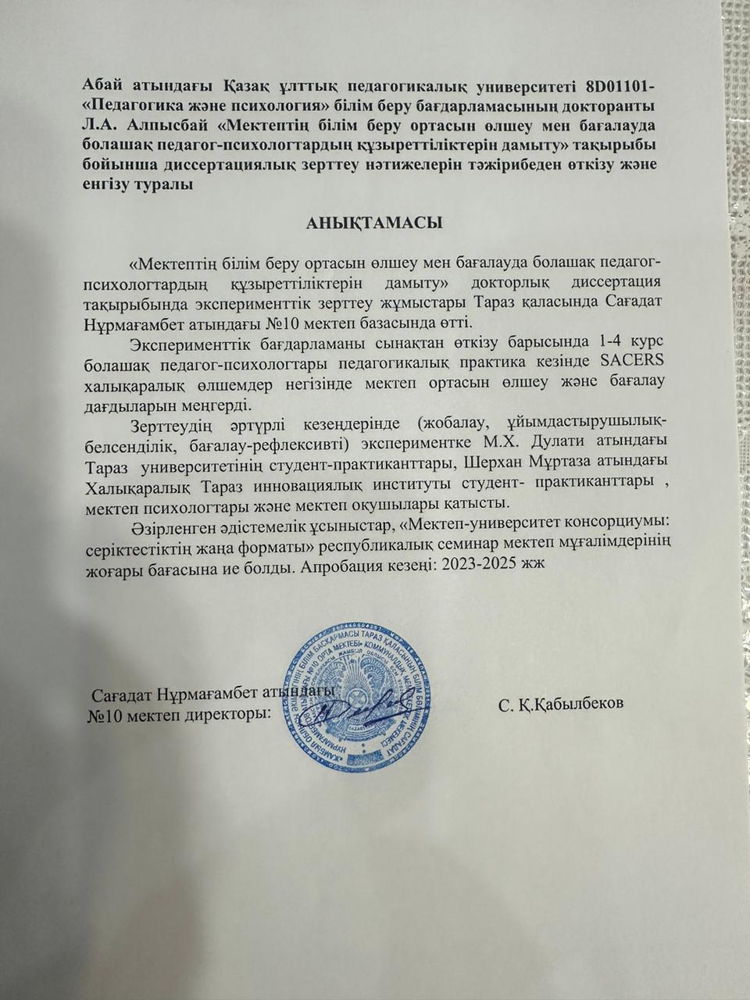 Абай атындағы Қазақ ұлттық педагогикалық университеті 8D01101-
«Педагогика және психология» білім беру бағдарламасының докторанты
Л.А. Алпысбай «Мектептің білім беру ортасын өлшеу мен бағалауда
болашақ педагог-психологтардың құзыреттіліктерін дамыту» тақырыбы
бойынша диссертациялық зерттеу нәтижелерін тәжірибеден өткізу және
енгізу туралы
АНЫҚТАМАСЫ
«Мектептің білім беру ортасын өлшеу мен бағалауда болашақ педагог-
психологтардың құзыреттіліктерін дамыту» докторлық диссертация
тақырыбында эксперименттік зерттеу жұмыстары Тараз қаласында Сағадат
Нұрмағамбет атындағы №10 мектеп базасында өтті.
Эксперименттік бағдарламаны сынақтан өткізу барысында 1-4 курс
болашақ педагог-психологтары педагогикалық практика кезінде SACERS
халықаралық өлшемдер негізінде мектеп ортасын өлшеу және бағалау
дағдыларын меңгерді.
Зерттеудің әртүрлі кезеңдерінде (жобалау, ұйымдастырушылық-
белсенділік, бағалау-рефлексивті) экспериментке М.Х. Дулати атындағы
Тараз университетінің студент-практиканттары, Шерхан Мұртаза атындағы
Халықаралық Тараз инновациялық институты студент- практиканттары ,
мектеп психологтары және мектеп оқушылары қатысты.
Әзірленген әдістемелік ұсыныстар, «Мектеп-университет консорциумы:
серіктестіктің жаңа форматы» республикалық семинар мектеп мұғалімдерінің
жоғары бағасына ие болды. Апробация кезеңі: 2023-2025 жж
Сағадат Нұрмағамбет атындағы
№10 мектеп директоры:
С. Қ.Қабылбеков